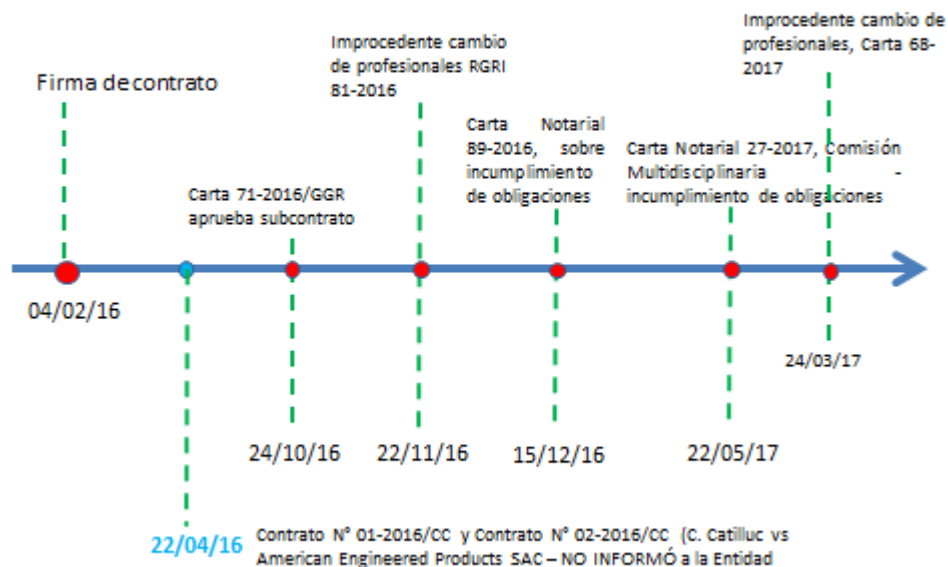 Improcedente cambio de
profesionales, Carta 68-
2017
Improcedente cambio
de profesionales RGRI
81-2016
Firma de contrato
Carta Notarial
89-2016, sobre
incumplimiento
de obligaciones
Carta Notarial 27-2017, Comisión
Multidisciplinaria -
incumplimiento de obligaciones
Carta 71-2016/GGR
aprueba subcontrato
04/02/16
24/03/17
24/10/16
22/11/16
15/12/16
22/05/17
22/04/16
Contrato N° 01-2016/CC y Contrato N° 02-2016/CC (C. Catilluc vs
American Engineered Products SAC – NO INFORMÓ a la Entidad